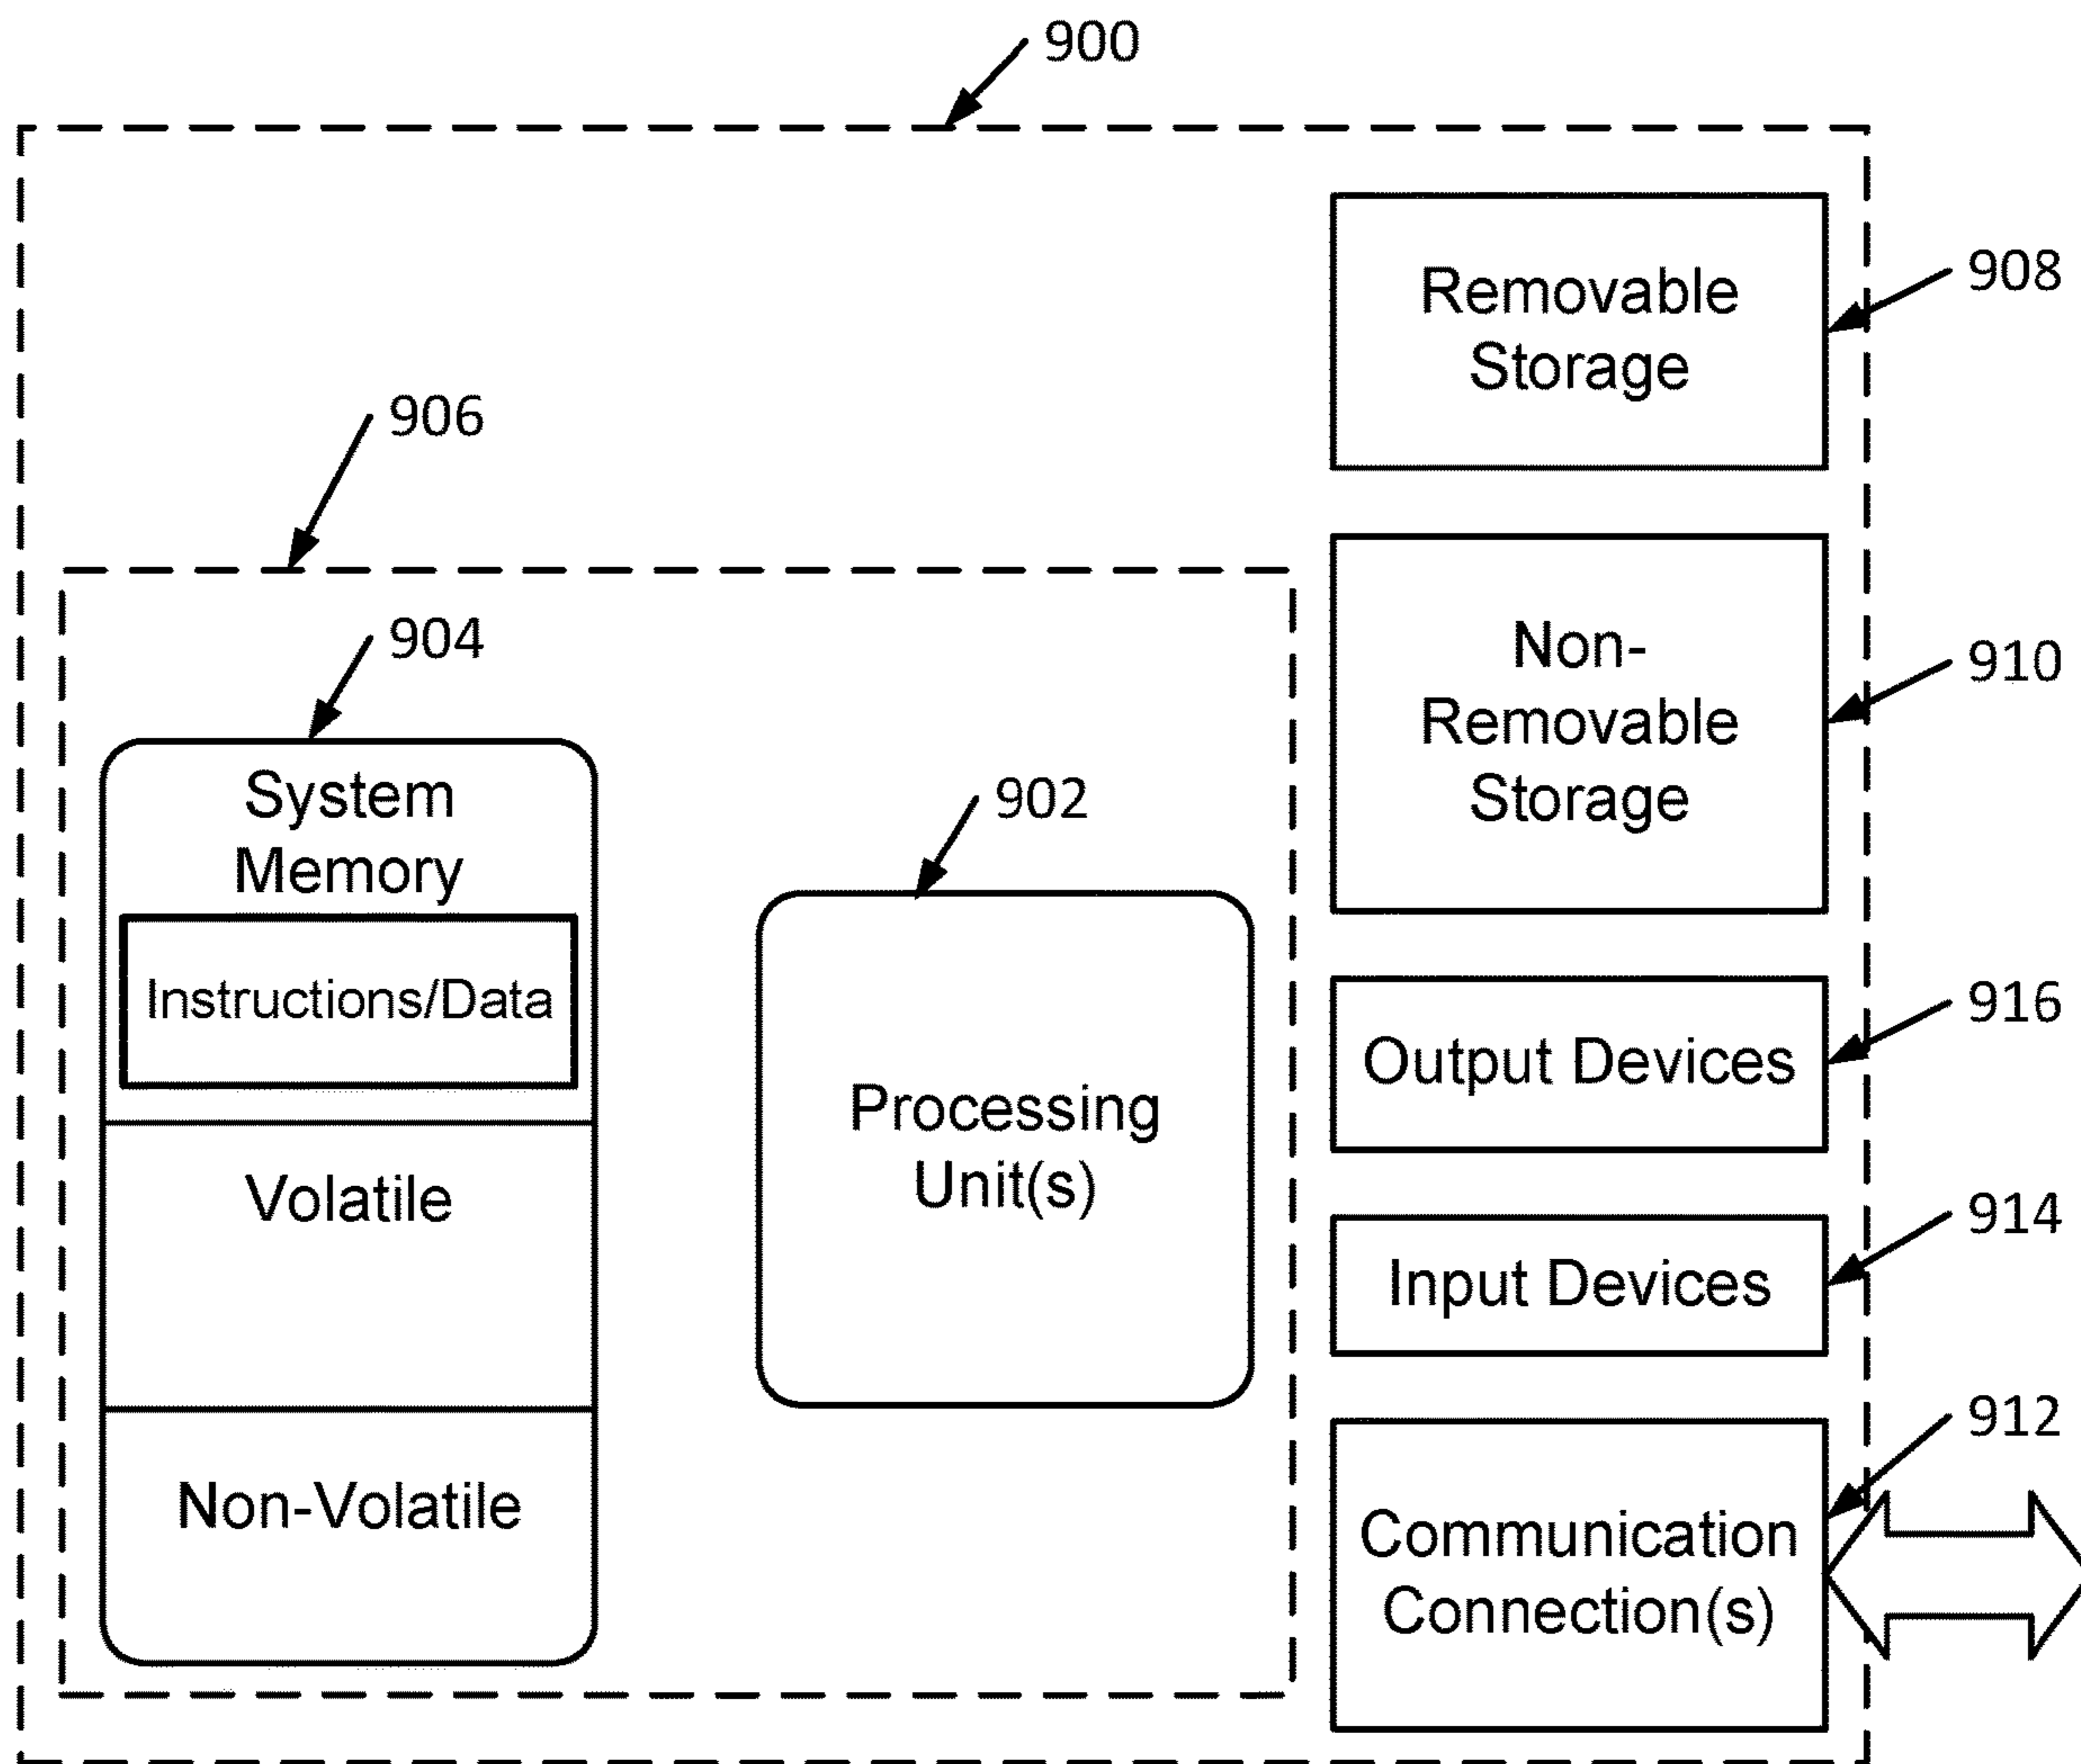 900
Removable
Storage
908
906
Non-
Removable
Storage
910
904
System
Memory
Instructions/Data
Volatile
Non-Volatile
902
Processing
Unit(s)
Output Devices
916
Input Devices
914
912
Communication
Connection(s)